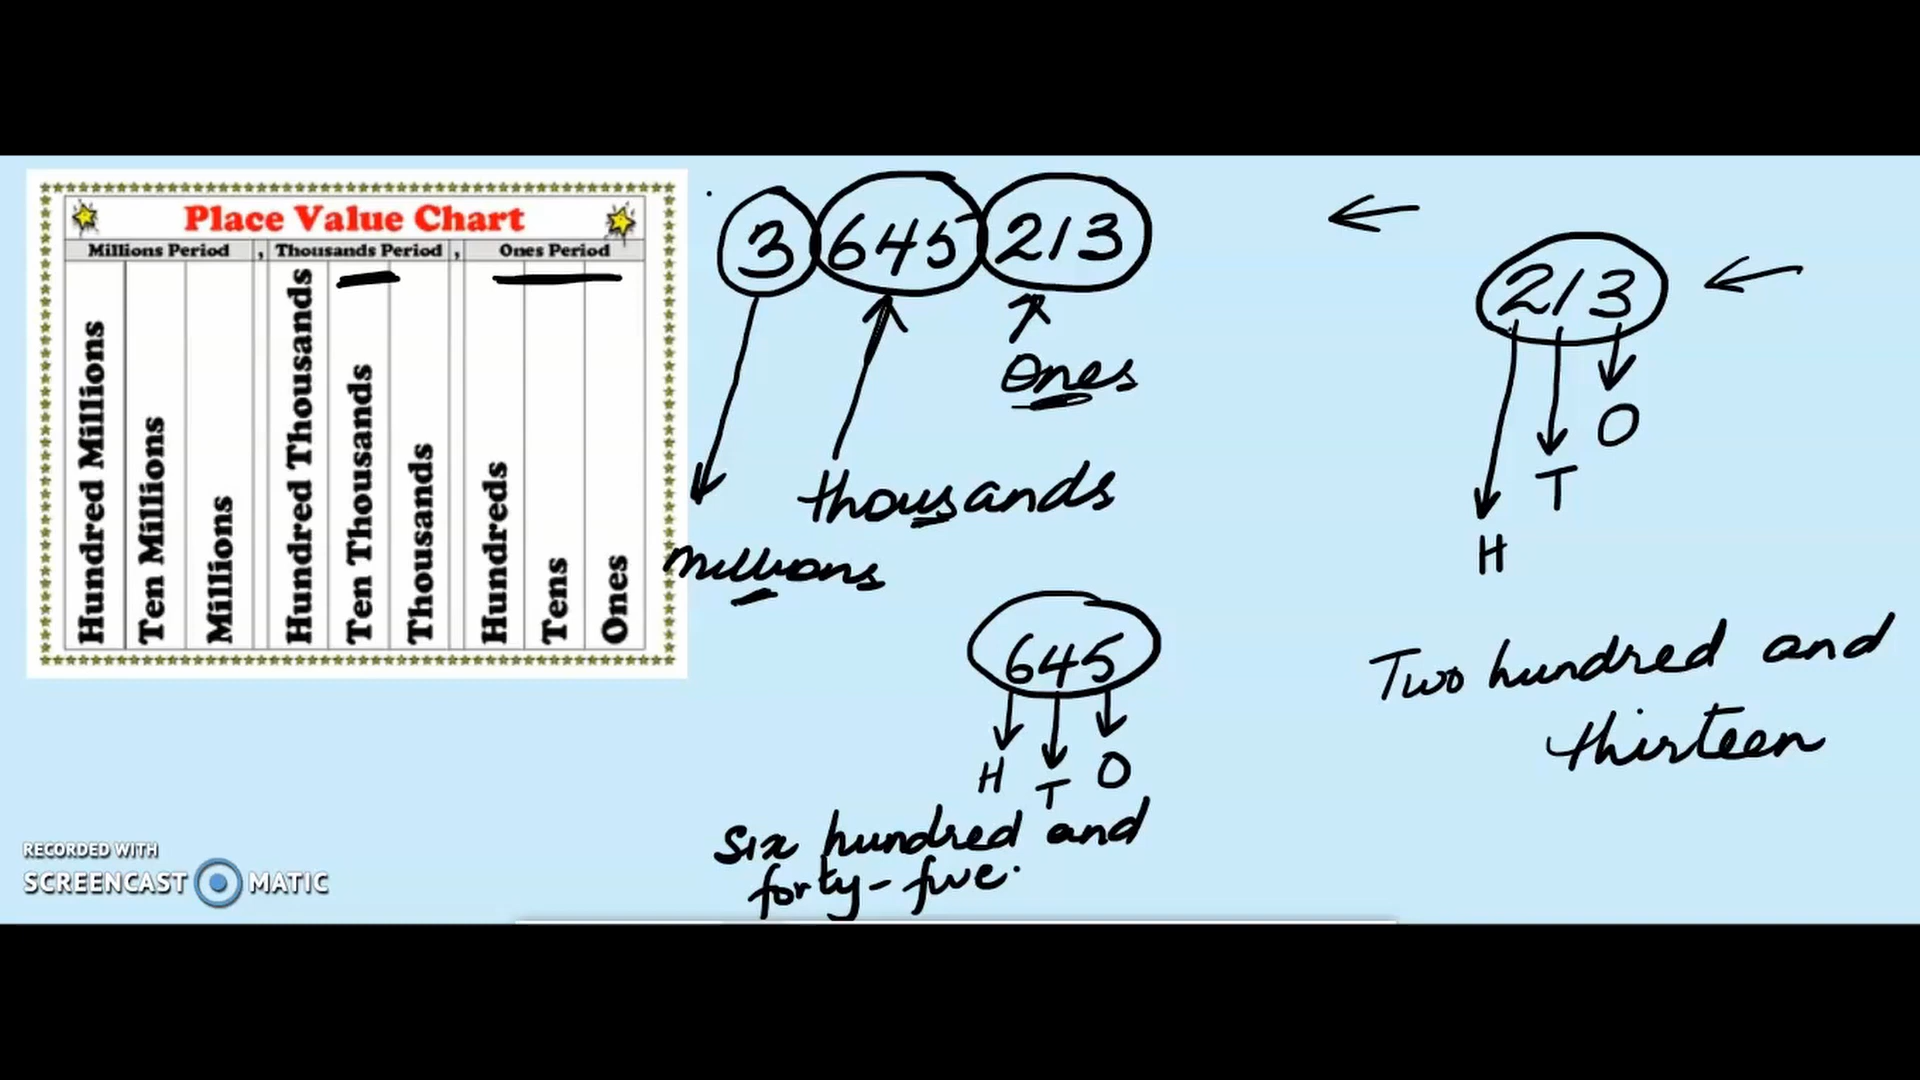 Place Value Chart
Millions Period , Thousands Period , Ones Period
Hundred Millions
Ten Millions
Millions
Hundred Thousands
Ten Thousands
Thousands
Hundreds
Tens
Ones
3 645 213
Ones
thousands
millions
213
H T O
Two hundred and
thirteen
645
H T O
Six hundred and
forty-five.
RECORDED WITH
SCREENCAST MATIC